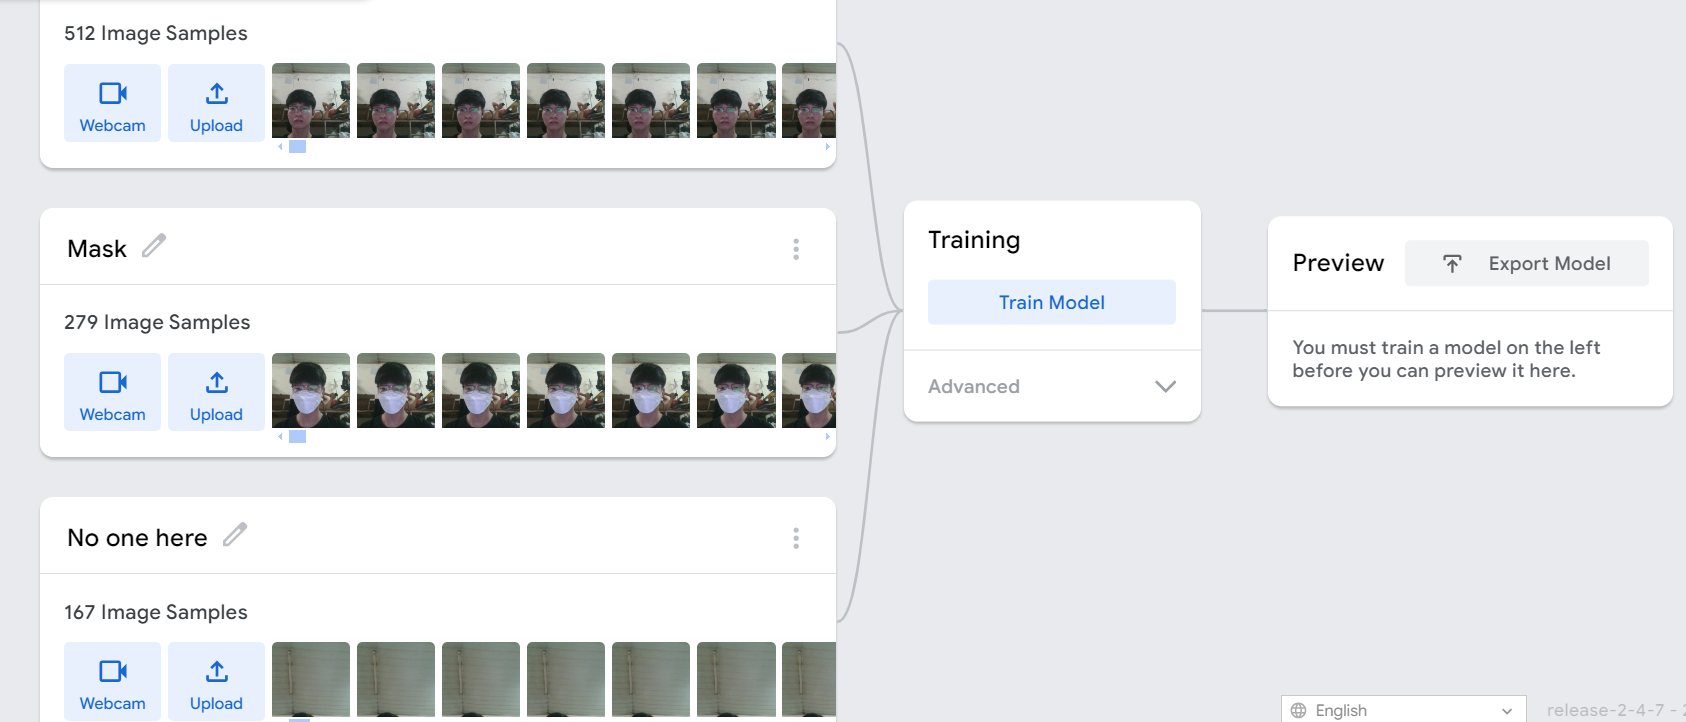 512 Image Samples
Webcam
Upload
Mask
279 Image Samples
Webcam
Upload
No one here
167 Image Samples
Webcam
Upload
Training
Train Model
Advanced
Preview
Export Model
You must train a model on the left
before you can preview it here.
English
release-2-4-7 -